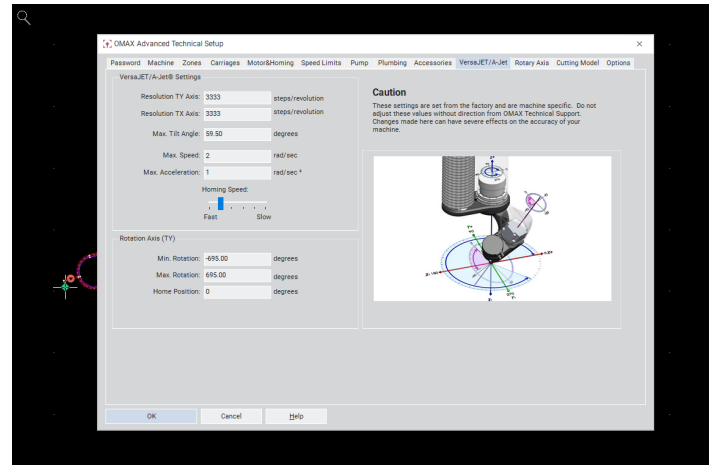 OMAX Advanced Technical Setup
Password Machine Zones Carriages Motor&Homing Speed Limits Pump Plumbing Accessories VersaJET/A-Jet Rotary Axis Cutting Model Options
VersaJET/A-Jet® Settings
Resolution TY Axis: 3333 steps/revolution
Resolution TX Axis: 3333 steps/revolution
Max. Tilt Angle: 59.50 degrees
Max. Speed: 2 rad/sec
Max. Acceleration: 1 rad/sec ²
Homing Speed:
Fast Slow
Rotation Axis (TY)
Min. Rotation: -695.00 degrees
Max. Rotation: 695.00 degrees
Home Position: 0 degrees
Caution
These settings are set from the factory and are machine specific. Do not
adjust these values without direction from OMAX Technical Support.
Changes made here can have severe effects on the accuracy of your
machine.
OK Cancel Help